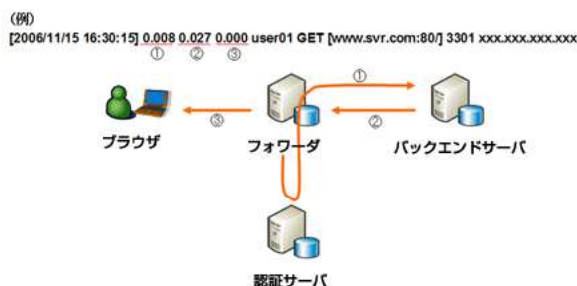 (例)
[2006/11/15 16:30:15] 0.008 0.027 0.000 user01 GET [www.svr.com:80/] 3301 xxx.xxx.xxx.xxx
① ② ③
①
③ ②
ブラウザ フォワーダ バックエンドサーバ
認証サーバ